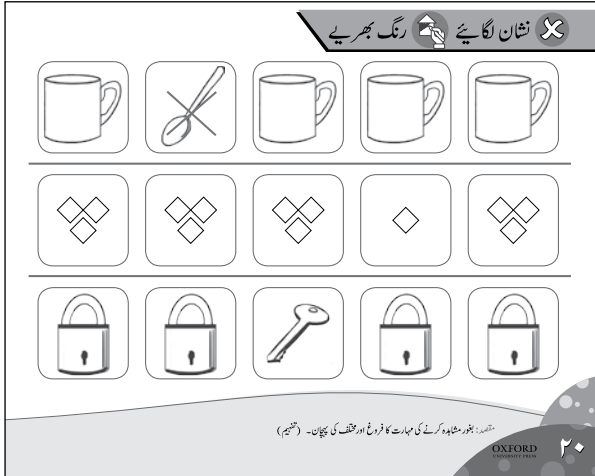 نشان لگایئے رنگ بھریے
مقصد: بغور مشاہدہ کرنے کی مہارت کا فروغ اور مختلف کی پہچان۔ (تفہیم)
OXFORD
UNIVERSITY PRESS
۲۰